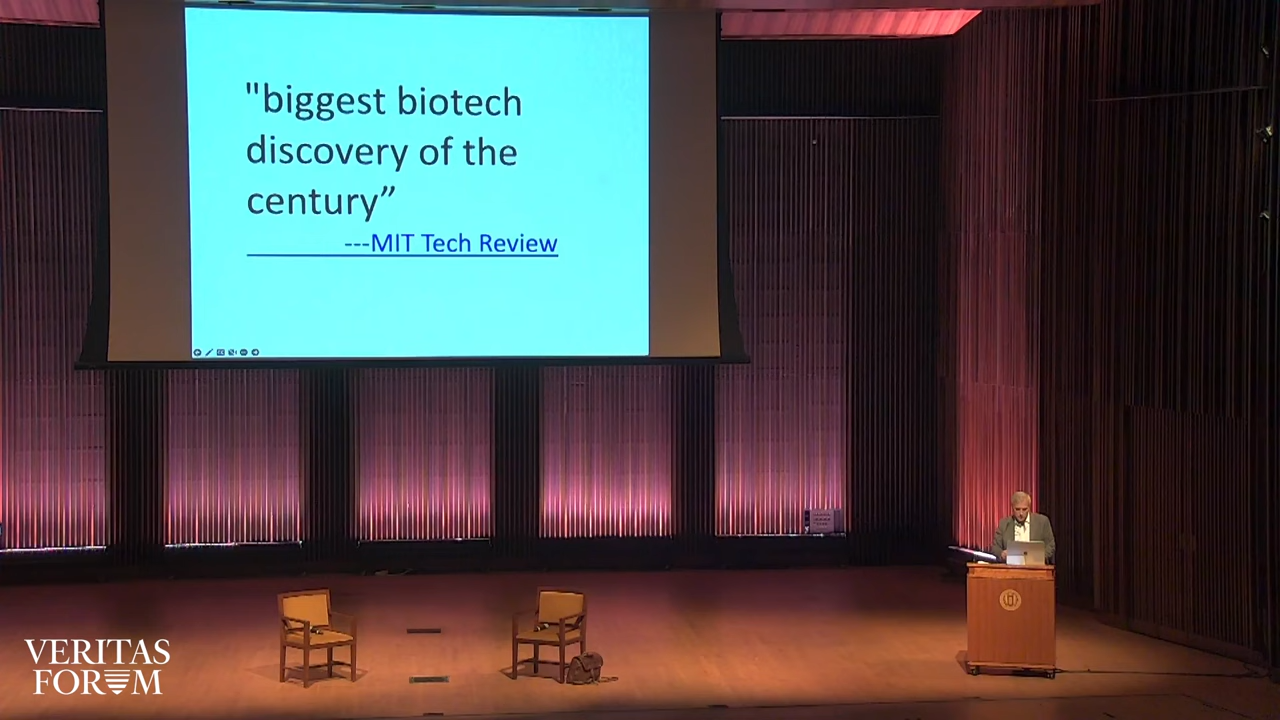 "biggest biotech
discovery of the
century”
---MIT Tech Review
VERITAS
FORUM